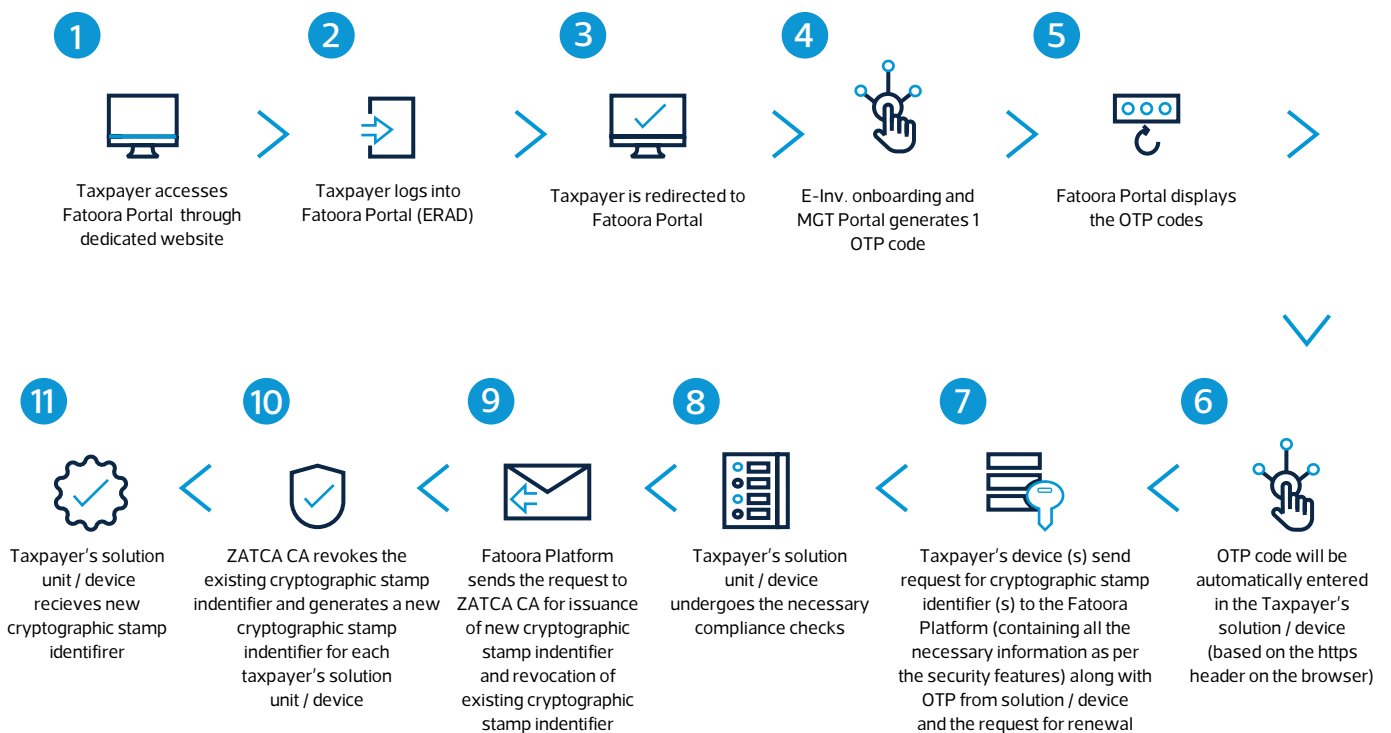 1
Taxpayer accesses
Fatoora Portal through
dedicated website
2
Taxpayer logs into
Fatoora Portal (ERAD)
3
Taxpayer is redirected to
Fatoora Portal
4
E-Inv. onboarding and
MGT Portal generates 1
OTP code
5
Fatoora Portal displays
the OTP codes
6
OTP code will be
automatically entered
in the Taxpayer's
solution / device
(based on the https
header on the browser)
7
Taxpayer's device (s) send
request for cryptographic stamp
identifier (s) to the Fatoora
Platform (containing all the
necessary information as per
the security features) along with
OTP from solution / device
and the request for renewal
8
Taxpayer's solution
unit / device
undergoes the necessary
compliance checks
9
Fatoora Platform
sends the request to
ZATCA CA for issuance
of new cryptographic
stamp indentifier
and revocation of
existing cryptographic
stamp indentifier
10
ZATCA CA revokes the
existing cryptographic stamp
indentifier and generates a new
cryptographic stamp
indentifier for each
taxpayer's solution
unit / device
11
Taxpayer's solution
unit / device
recieves new
cryptographic stamp
identifirer